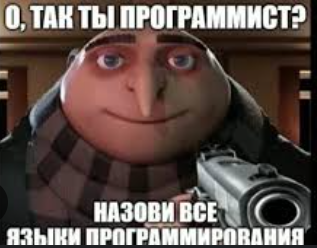 О, ТАК ТЫ ПРОГРАММИСТ?
НАЗОВИ ВСЕ
ЯЗЫКИ ПРОГРАММИРОВАНИЯ